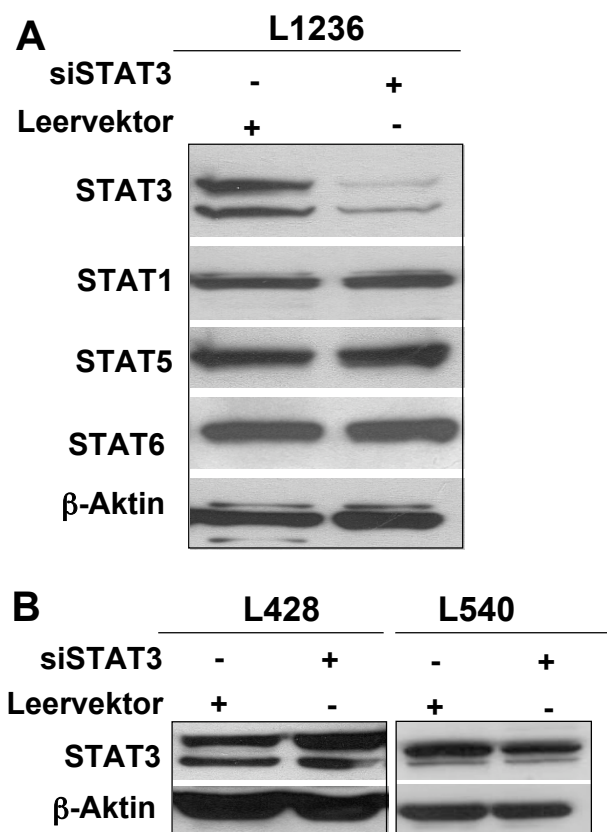 A
L1236
siSTAT3 - +
Leervektor + -
STAT3
STAT1
STAT5
STAT6
β-Aktin
B
L428 L540
siSTAT3 - + - +
Leervektor + - + -
STAT3
β-Aktin